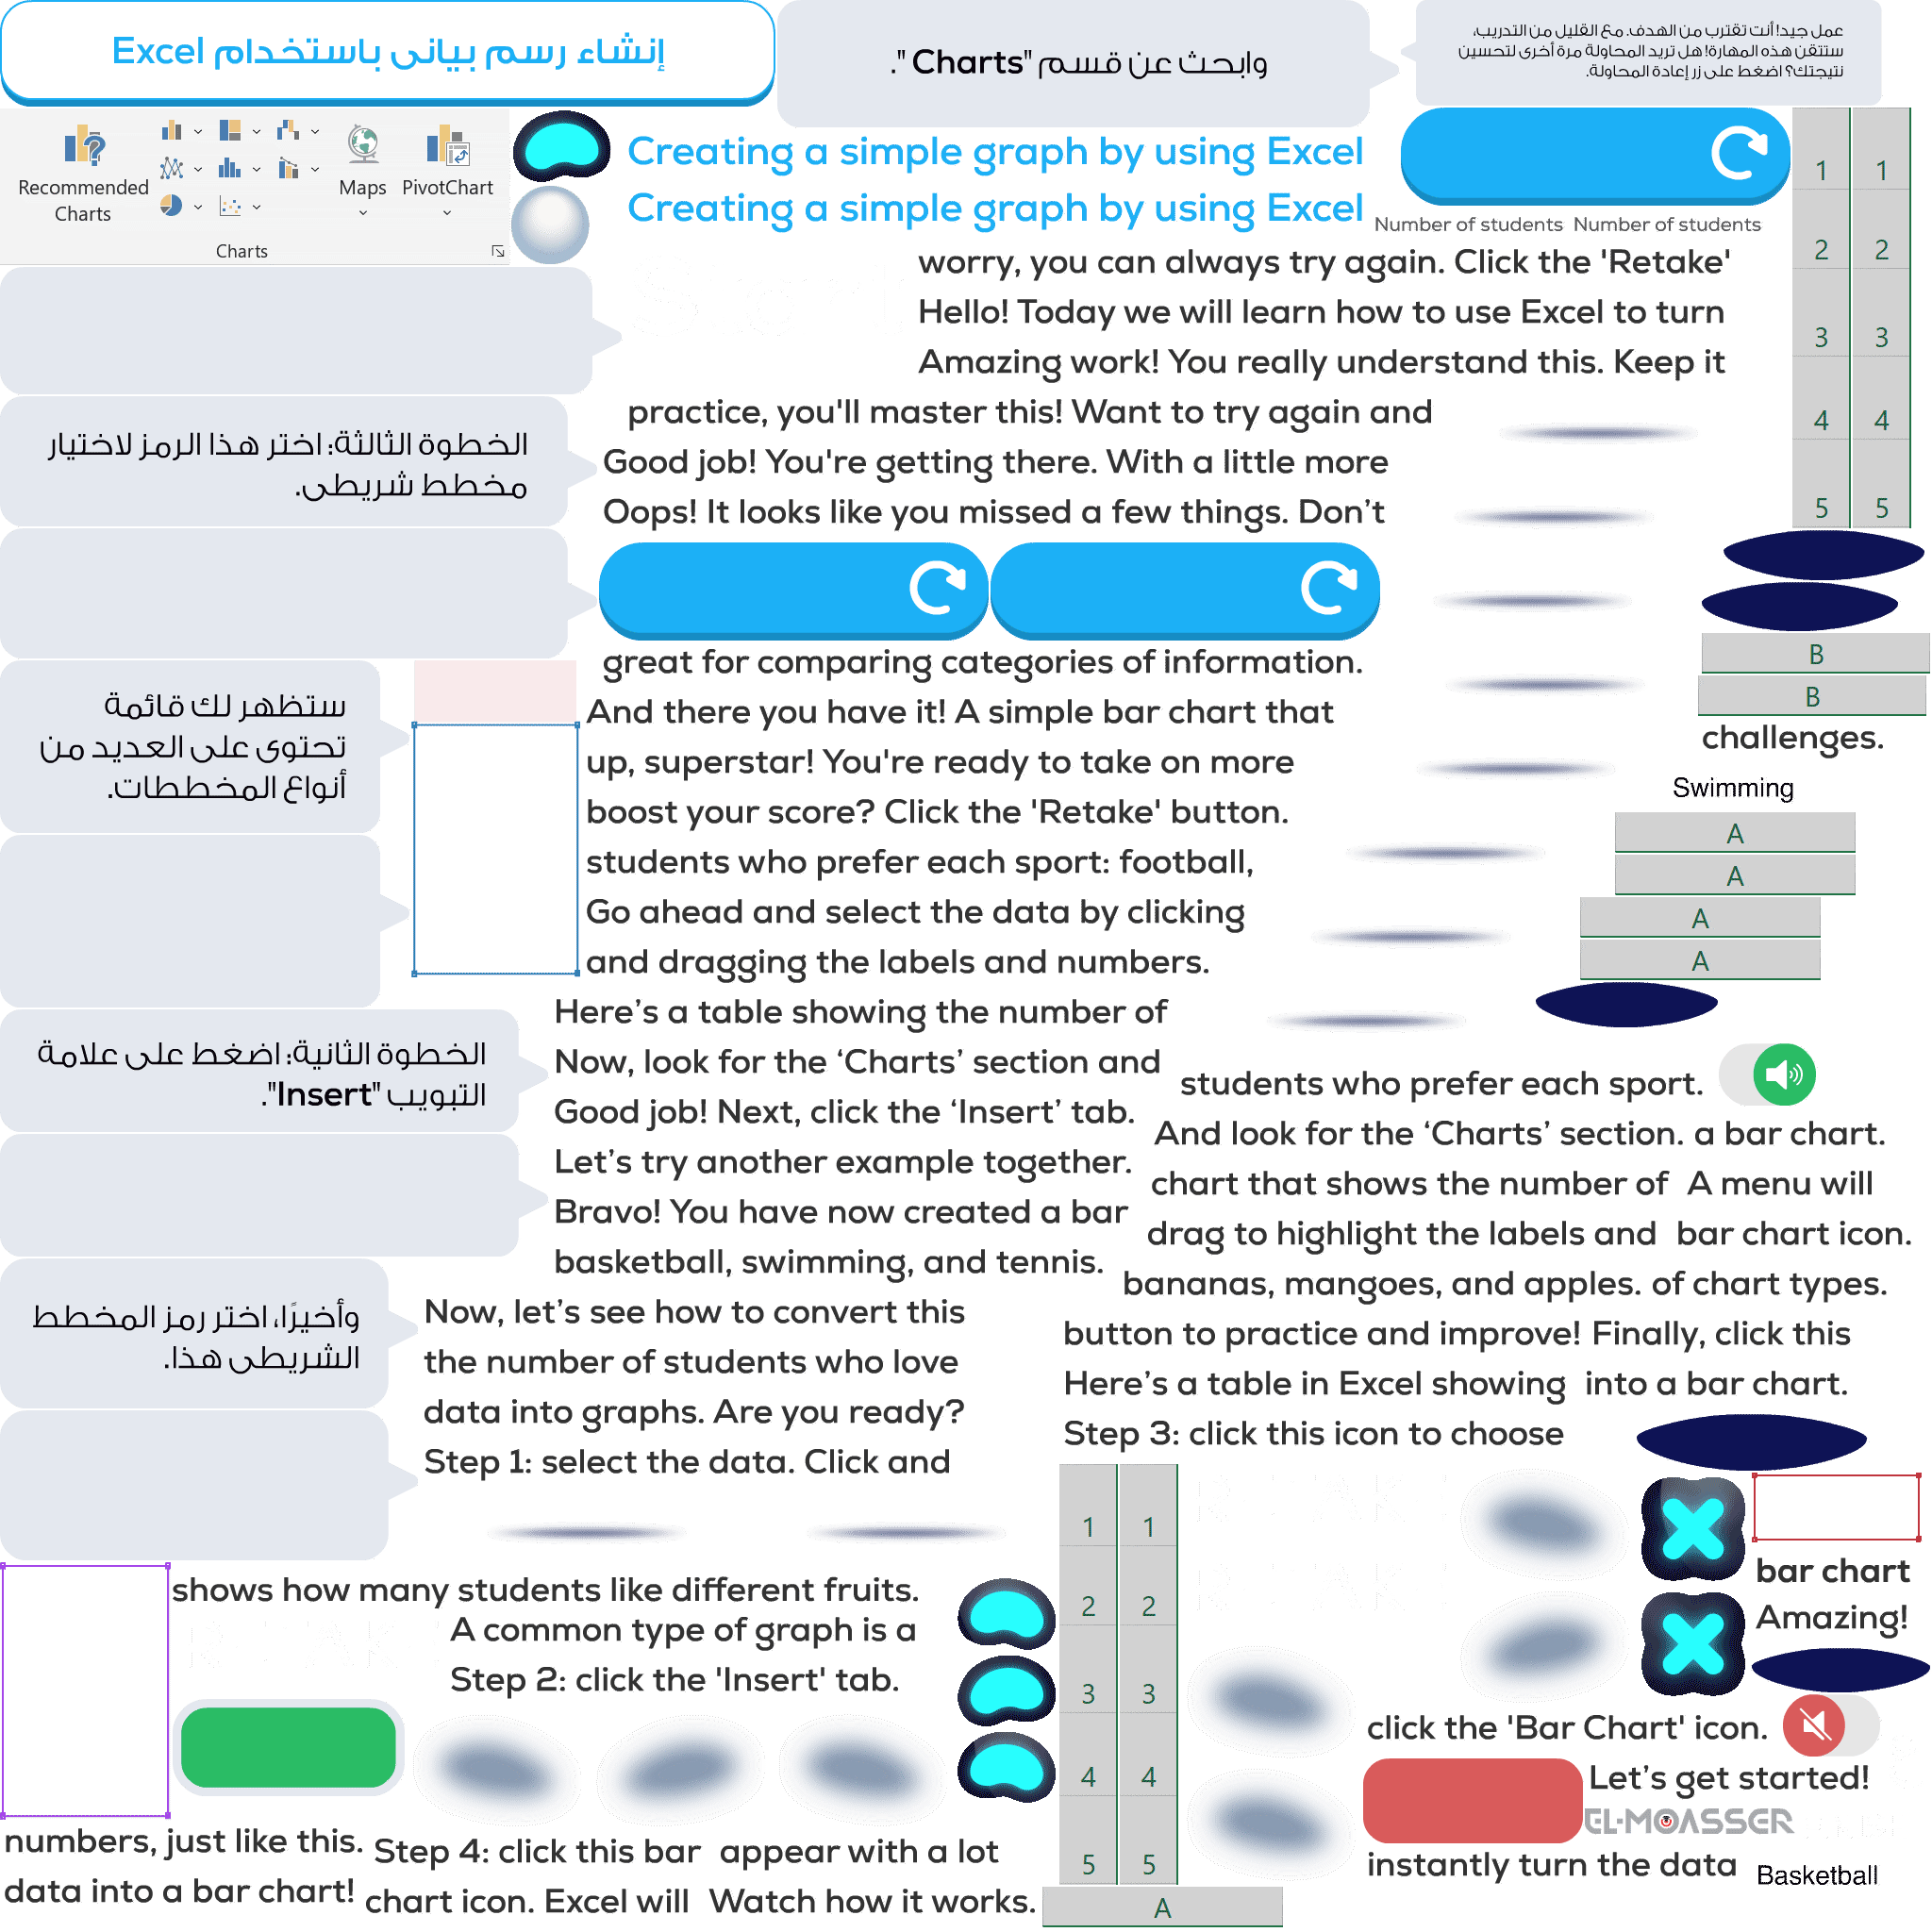 إنشاء رسم بيانى باستخدام Excel
وابحث عن قسم "Charts".
عمل جيد! أنت تقترب من الهدف. مع القليل من التدريب،
ستتقن هذه المهارة! هل تريد المحاولة مرة أخرى لتحسين
نتيجتك؟ اضغط على زر إعادة المحاولة.
Recommended
Charts
Maps
PivotChart
Charts
Creating a simple graph by using Excel
Creating a simple graph by using Excel
Number of students
Number of students
1 1
2 2
3 3
4 4
5 5
worry, you can always try again. Click the 'Retake'
Hello! Today we will learn how to use Excel to turn
Amazing work! You really understand this. Keep it
practice, you'll master this! Want to try again and
Good job! You're getting there. With a little more
Oops! It looks like you missed a few things. Don’t
الخطوة الثالثة: اختر هذا الرمز لاختيار
مخطط شريطى.
great for comparing categories of information.
And there you have it! A simple bar chart that
up, superstar! You're ready to take on more
boost your score? Click the 'Retake' button.
students who prefer each sport: football,
Go ahead and select the data by clicking
and dragging the labels and numbers.
B
B
challenges.
Swimming
A
A
A
A
ستظهر لك قائمة
تحتوى على العديد من
أنواع المخططات.
Here’s a table showing the number of
Now, look for the ‘Charts’ section and
Good job! Next, click the ‘Insert’ tab.
Let’s try another example together.
Bravo! You have now created a bar
basketball, swimming, and tennis.
الخطوة الثانية: اضغط على علامة
التبويب "Insert".
students who prefer each sport.
And look for the ‘Charts’ section.
a bar chart.
chart that shows the number of
A menu will
drag to highlight the labels and
bar chart icon.
bananas, mangoes, and apples.
of chart types.
button to practice and improve!
Finally, click this
Here’s a table in Excel showing
into a bar chart.
Step 3: click this icon to choose
وأخيرًا، اختر رمز المخطط
الشريطى هذا.
Now, let’s see how to convert this
the number of students who love
data into graphs. Are you ready?
Step 1: select the data. Click and
shows how many students like different fruits.
A common type of graph is a
Step 2: click the 'Insert' tab.
1 1
2 2
3 3
4 4
5 5
A
bar chart
Amazing!
click the 'Bar Chart' icon.
Let’s get started!
EL-MOASSER
instantly turn the data
Basketball
numbers, just like this.
data into a bar chart!
Step 4: click this bar
chart icon. Excel will
appear with a lot
Watch how it works.